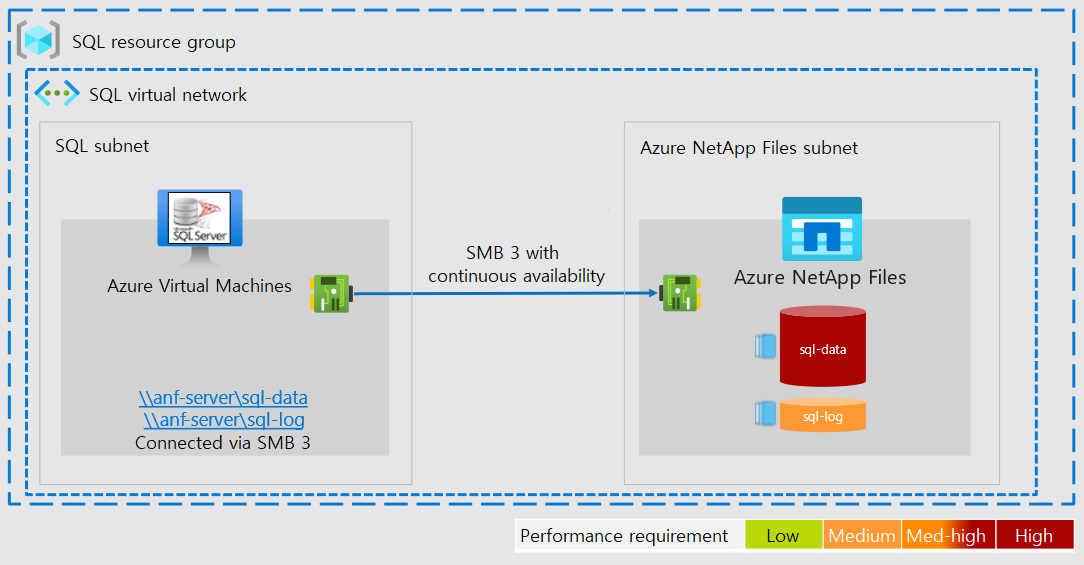 SQL resource group
SQL virtual network
SQL subnet
Azure NetApp Files subnet
SQL Server
Azure Virtual Machines
SMB 3 with
continuous availability
Azure NetApp Files
sql-data
sql-log
\\anf-server\sql-data
\\anf-server\sql-log
Connected via SMB 3
Performance requirement Low Medium Med-high High